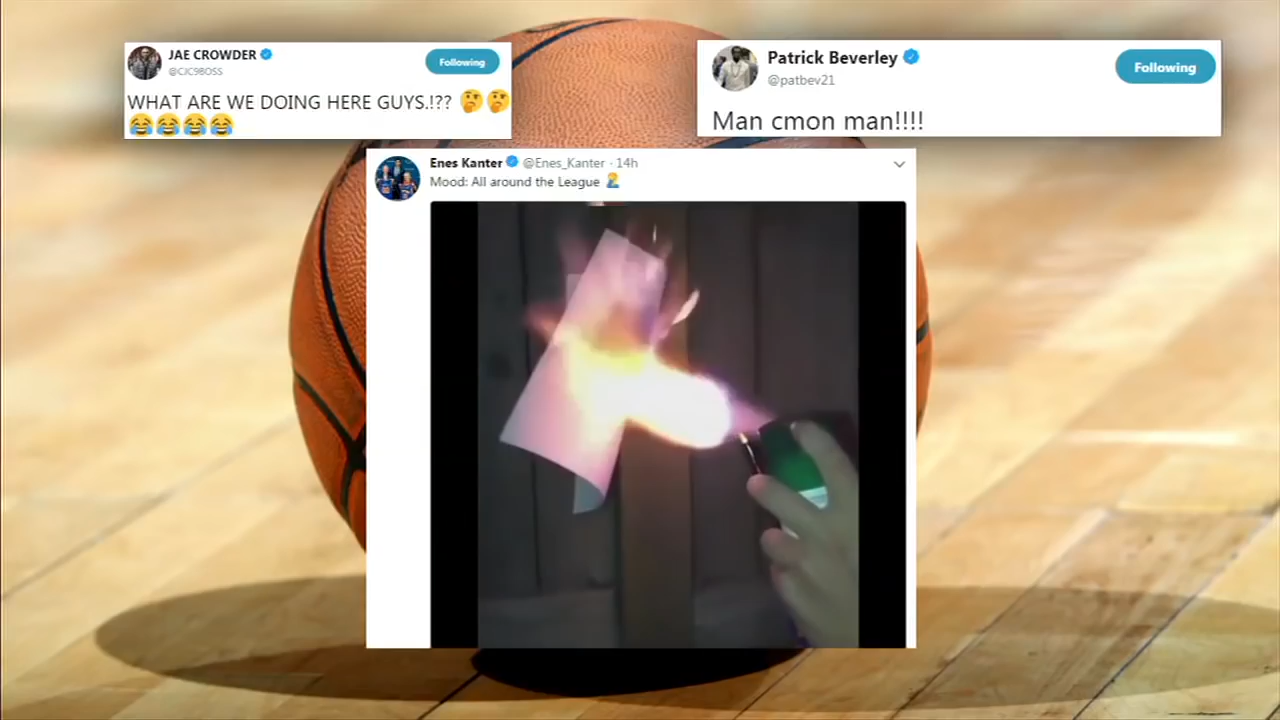 JAE CROWDER
@CJC9BOSS
Following
WHAT ARE WE DOING HERE GUYS.!?? 🤔🤔
😂😂😂😂
Patrick Beverley
@patbev21
Following
Man cmon man!!!!
Enes Kanter @Enes_Kanter · 14h
Mood: All around the League 🤦‍♂️